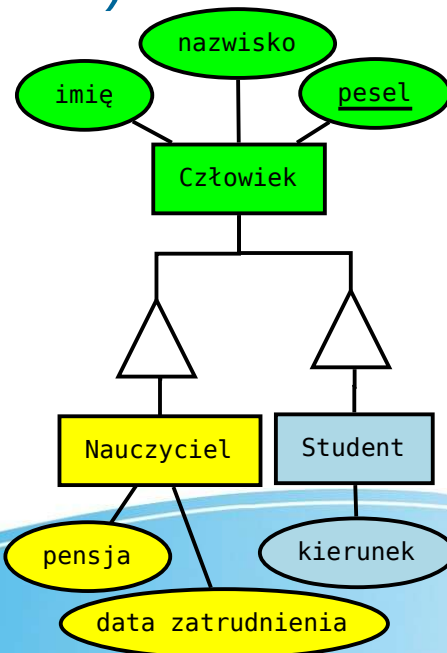 )
nazwisko
imię
pesel
Człowiek
Nauczyciel
Student
pensja
kierunek
data zatrudnienia